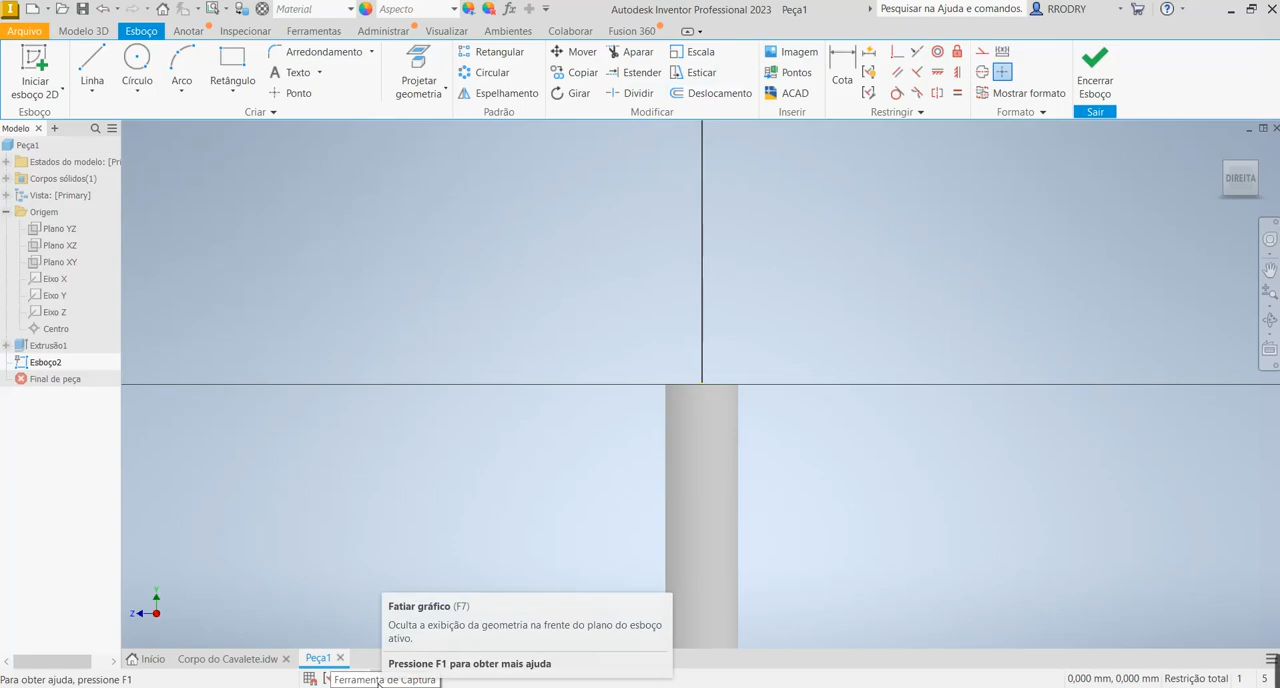 Material
Aspecto
Autodesk Inventor Professional 2023 Peça1
Pesquisar na Ajuda e comandos.
RRODRY
Arquivo Modelo 3D Esboço Anotar Inspecionar Ferramentas Administrar Visualizar Ambientes Colaborar Fusion 360
Iniciar
esboço 2D
Linha
Círculo
Arco
Retângulo
Arredondamento
Texto
Ponto
Projetar
geometria
Retangular
Circular
Espelhamento
Mover
Copiar
Girar
Aparar
Estender
Dividir
Escala
Esticar
Deslocamento
Imagem
Pontos
ACAD
Cota
Mostrar formato
Encerrar
Esboço
Esboço Criar Padrão Modificar Inserir Restringir Formato Sair
Modelo
Peça1
Estados do modelo: [Pri
Corpos sólidos(1)
Vista: [Primary]
Origem
Plano YZ
Plano XZ
Plano XY
Eixo X
Eixo Y
Eixo Z
Centro
Extrusão1
Esboço2
Final de peça
DIREITA
Y
Z
Fatiar gráfico (F7)
Oculta a exibição da geometria na frente do plano do esboço
ativo.
Pressione F1 para obter mais ajuda
Início Corpo do Cavalete.idw Peça1
Para obter ajuda, pressione F1
Ferramenta de Captura
0,000 mm, 0,000 mm Restrição total 1 5